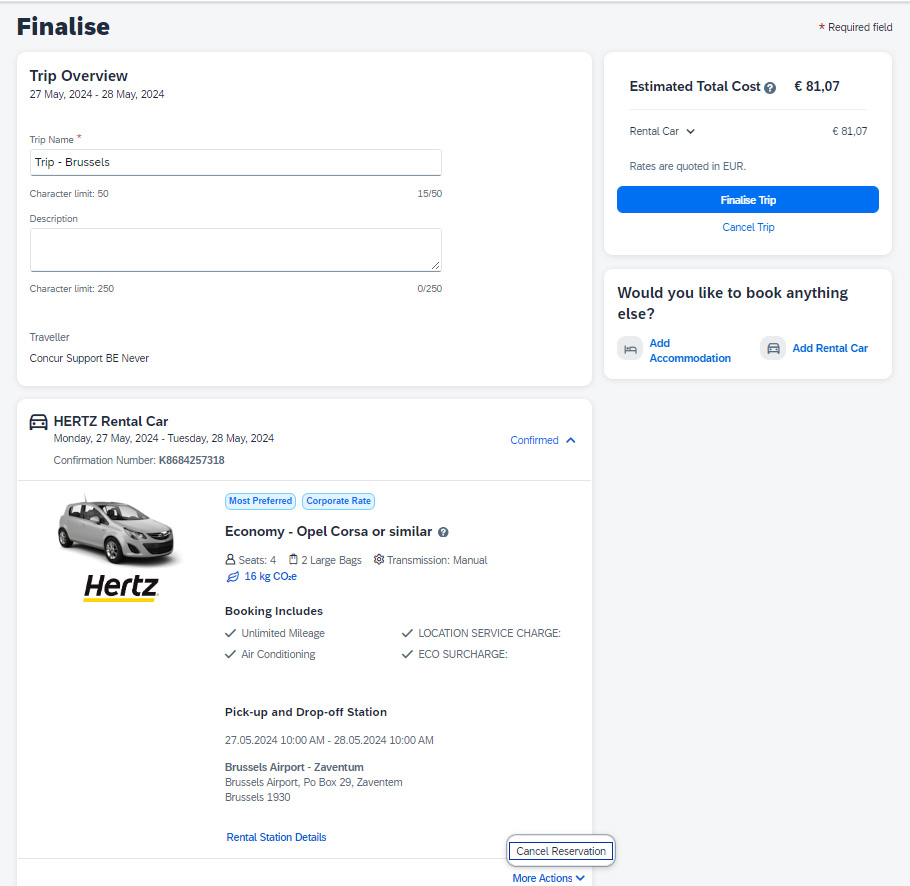 Finalise
* Required field
Trip Overview
27 May, 2024 - 28 May, 2024
Trip Name *
Trip - Brussels
Character limit: 50
15/50
Description
Character limit: 250
0/250
Traveller
Concur Support BE Never
Estimated Total Cost ? € 81,07
Rental Car € 81,07
Rates are quoted in EUR.
Finalise Trip
Cancel Trip
Would you like to book anything
else?
Add
Accommodation
Add Rental Car
HERTZ Rental Car
Monday, 27 May, 2024 - Tuesday, 28 May, 2024
Confirmation Number: K8684257318
Confirmed
Hertz
Most Preferred
Corporate Rate
Economy - Opel Corsa or similar ?
Seats: 4 2 Large Bags Transmission: Manual
16 kg CO₂e
Booking Includes
Unlimited Mileage
LOCATION SERVICE CHARGE:
Air Conditioning
ECO SURCHARGE:
Pick-up and Drop-off Station
27.05.2024 10:00 AM - 28.05.2024 10:00 AM
Brussels Airport - Zaventum
Brussels Airport, Po Box 29, Zaventem
Brussels 1930
Rental Station Details
Cancel Reservation
More Actions